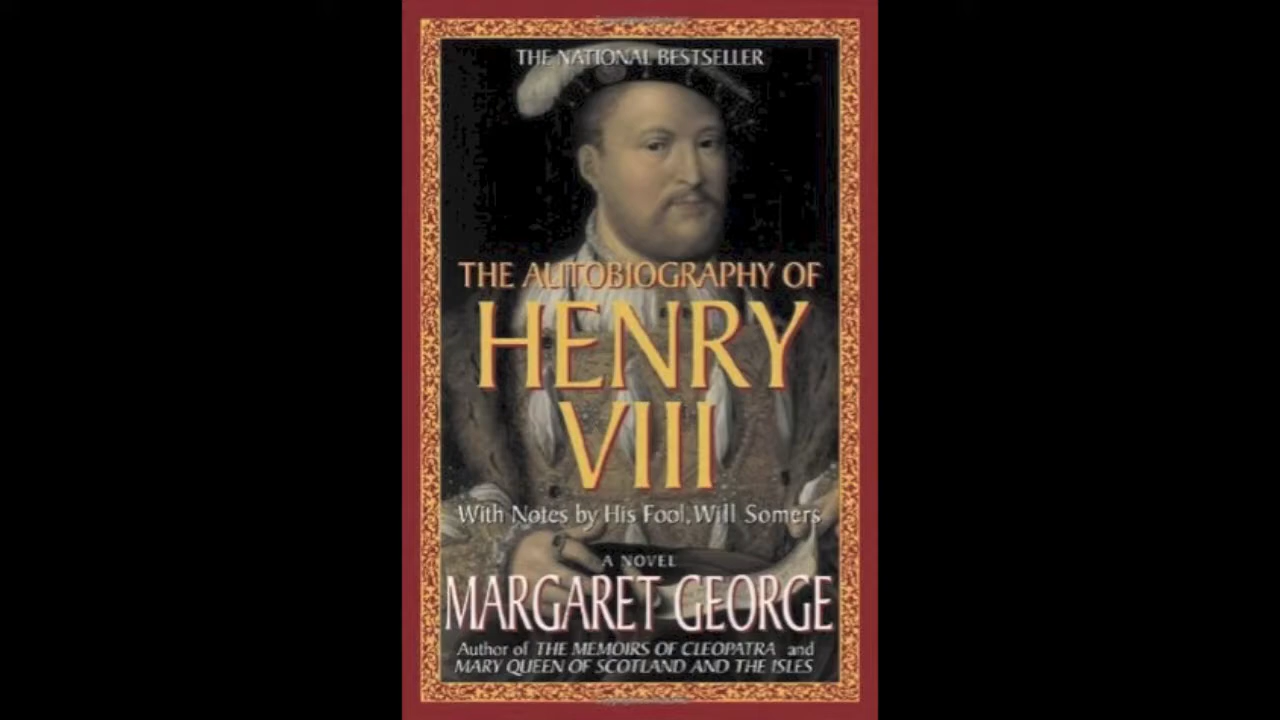 THE NATIONAL BESTSELLER
THE AUTOBIOGRAPHY OF
HENRY
VIII
With Notes by His Fool, Will Somers
A NOVEL
MARGARET GEORGE
Author of THE MEMOIRS OF CLEOPATRA and
MARY QUEEN OF SCOTLAND AND THE ISLES